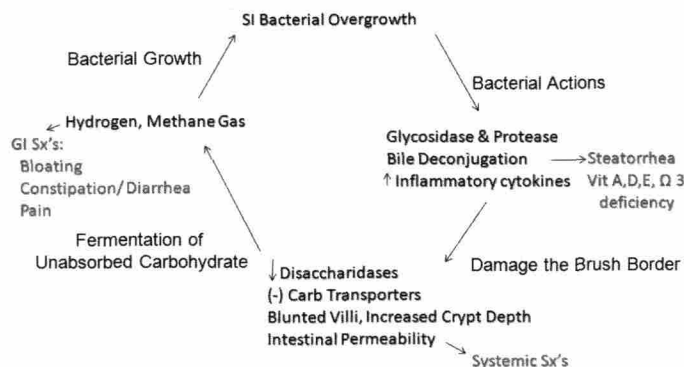 SI Bacterial Overgrowth
Bacterial Growth
Bacterial Actions
Hydrogen, Methane Gas
GI Sx's:
Bloating
Constipation/ Diarrhea
Pain
Glycosidase & Protease
Bile Deconjugation
↑ Inflammatory cytokines
Steatorrhea
Vit A,D,E, Ω 3
deficiency
Fermentation of
Unabsorbed Carbohydrate
Damage the Brush Border
↓ Disaccharidases
(-) Carb Transporters
Blunted Villi, Increased Crypt Depth
Intestinal Permeability
Systemic Sx's